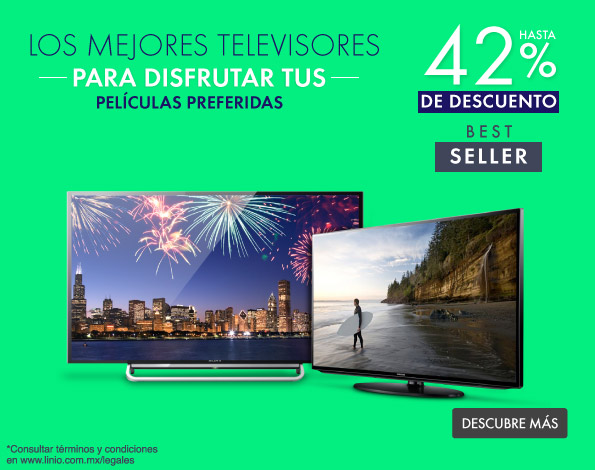 LOS MEJORES TELEVISORES
PARA DISFRUTAR TUS
PELÍCULAS PREFERIDAS
HASTA
42%
DE DESCUENTO
BEST
SELLER
DESCUBRE MÁS
*Consultar términos y condiciones
en www.linio.com.mx/legales